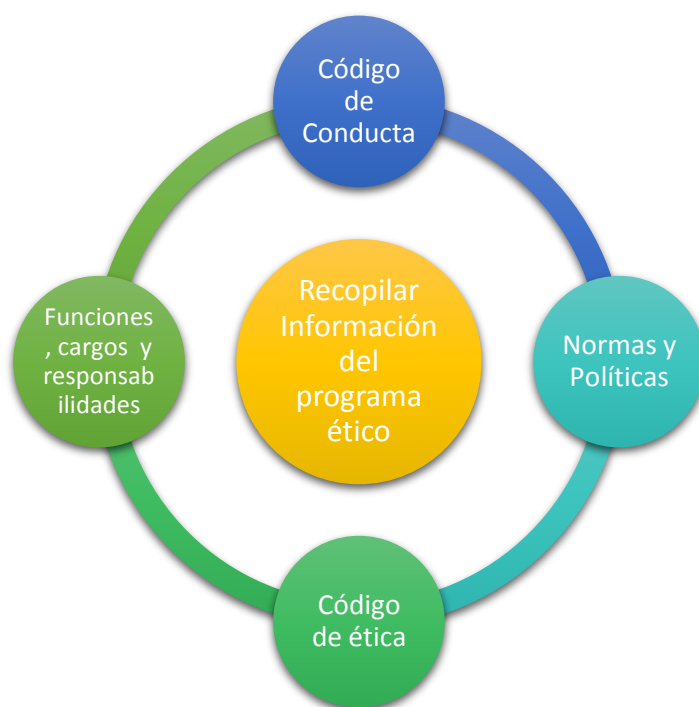 Código
de
Conducta
Recopilar
Información
del
programa
ético
Funciones
, cargos y
responsab
ilidades
Normas y
Políticas
Código
de ética